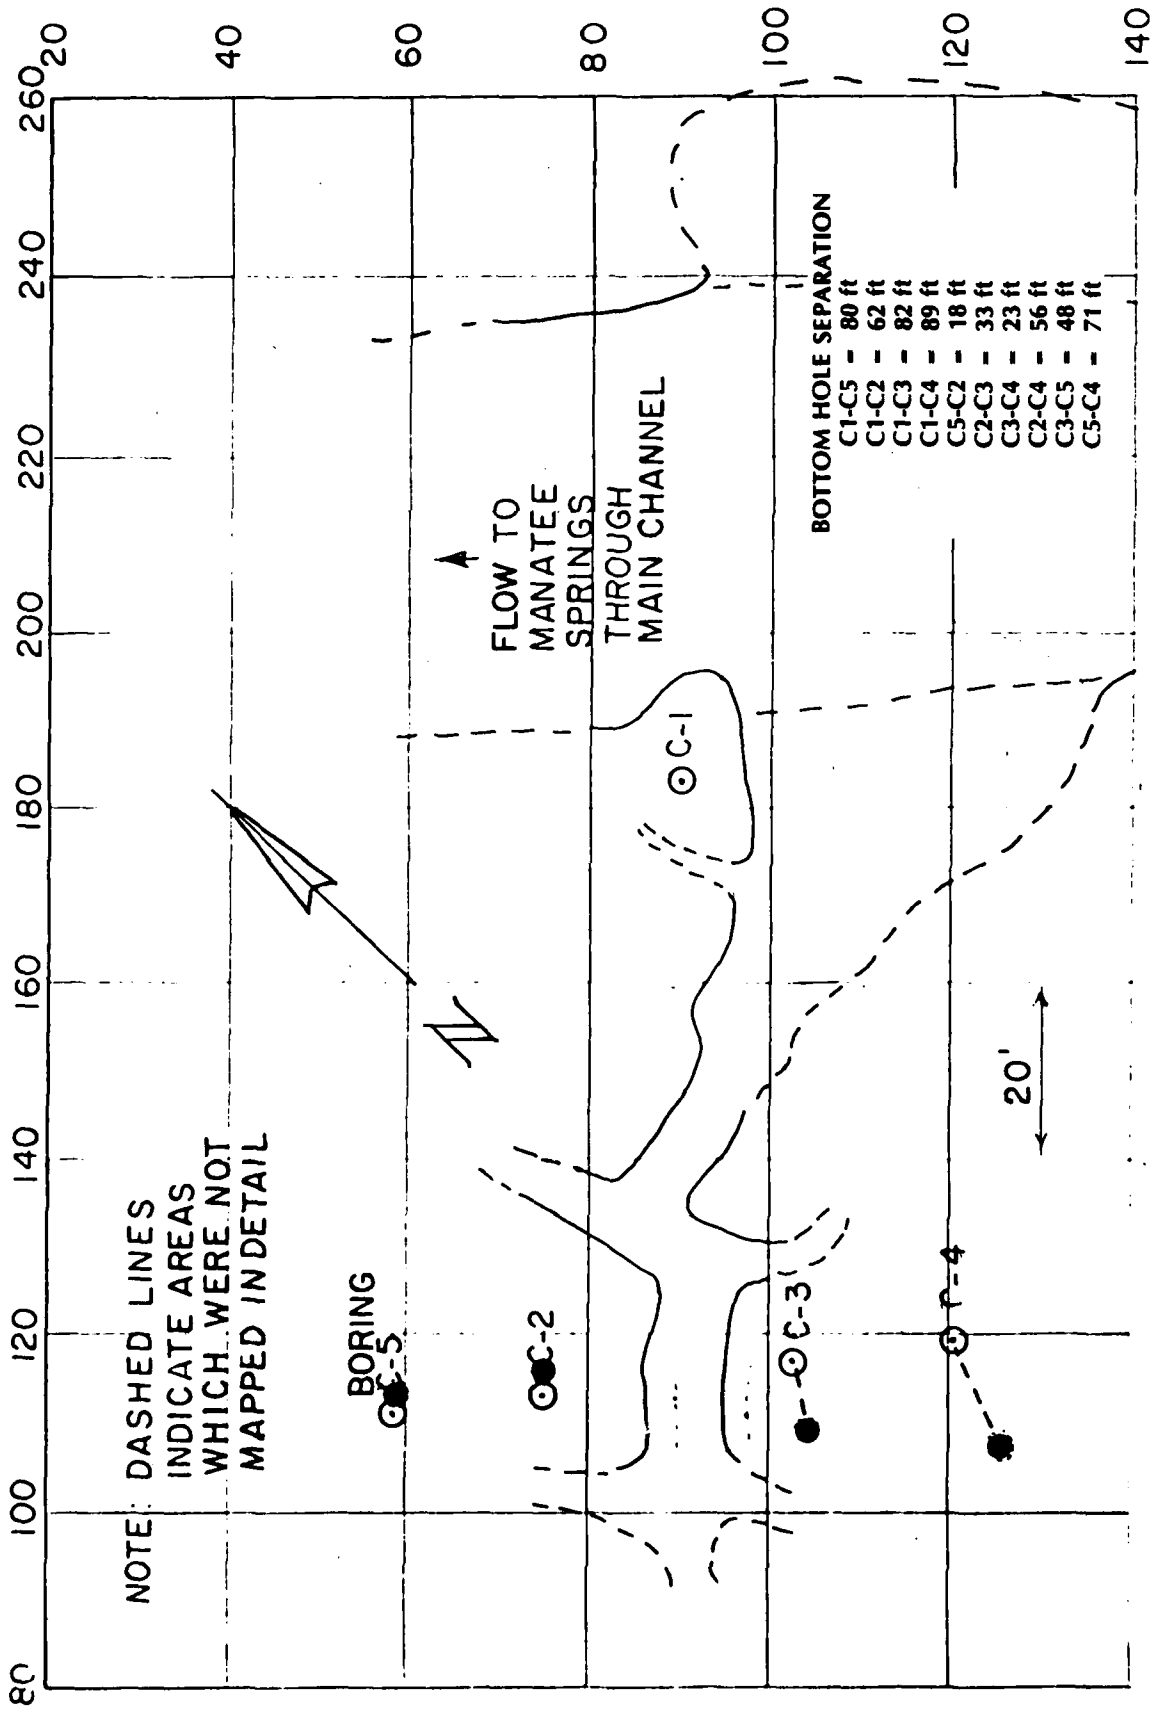 NOTE: DASHED LINES
INDICATE AREAS
WHICH WERE NOT
MAPPED IN DETAIL
BORING
C-5
C-2
C-3
C-4
C-1
N
FLOW TO
MANATEE
SPRINGS
THROUGH
MAIN CHANNEL
20'
BOTTOM HOLE SEPARATION
C1-C5 - 80 ft
C1-C2 - 62 ft
C1-C3 - 82 ft
C1-C4 - 89 ft
C5-C2 - 18 ft
C2-C3 - 33 ft
C3-C4 - 23 ft
C2-C4 - 56 ft
C3-C5 - 48 ft
C5-C4 - 71 ft
80
100
120
140
160
180
200
220
240
260
20
40
60
80
100
120
140